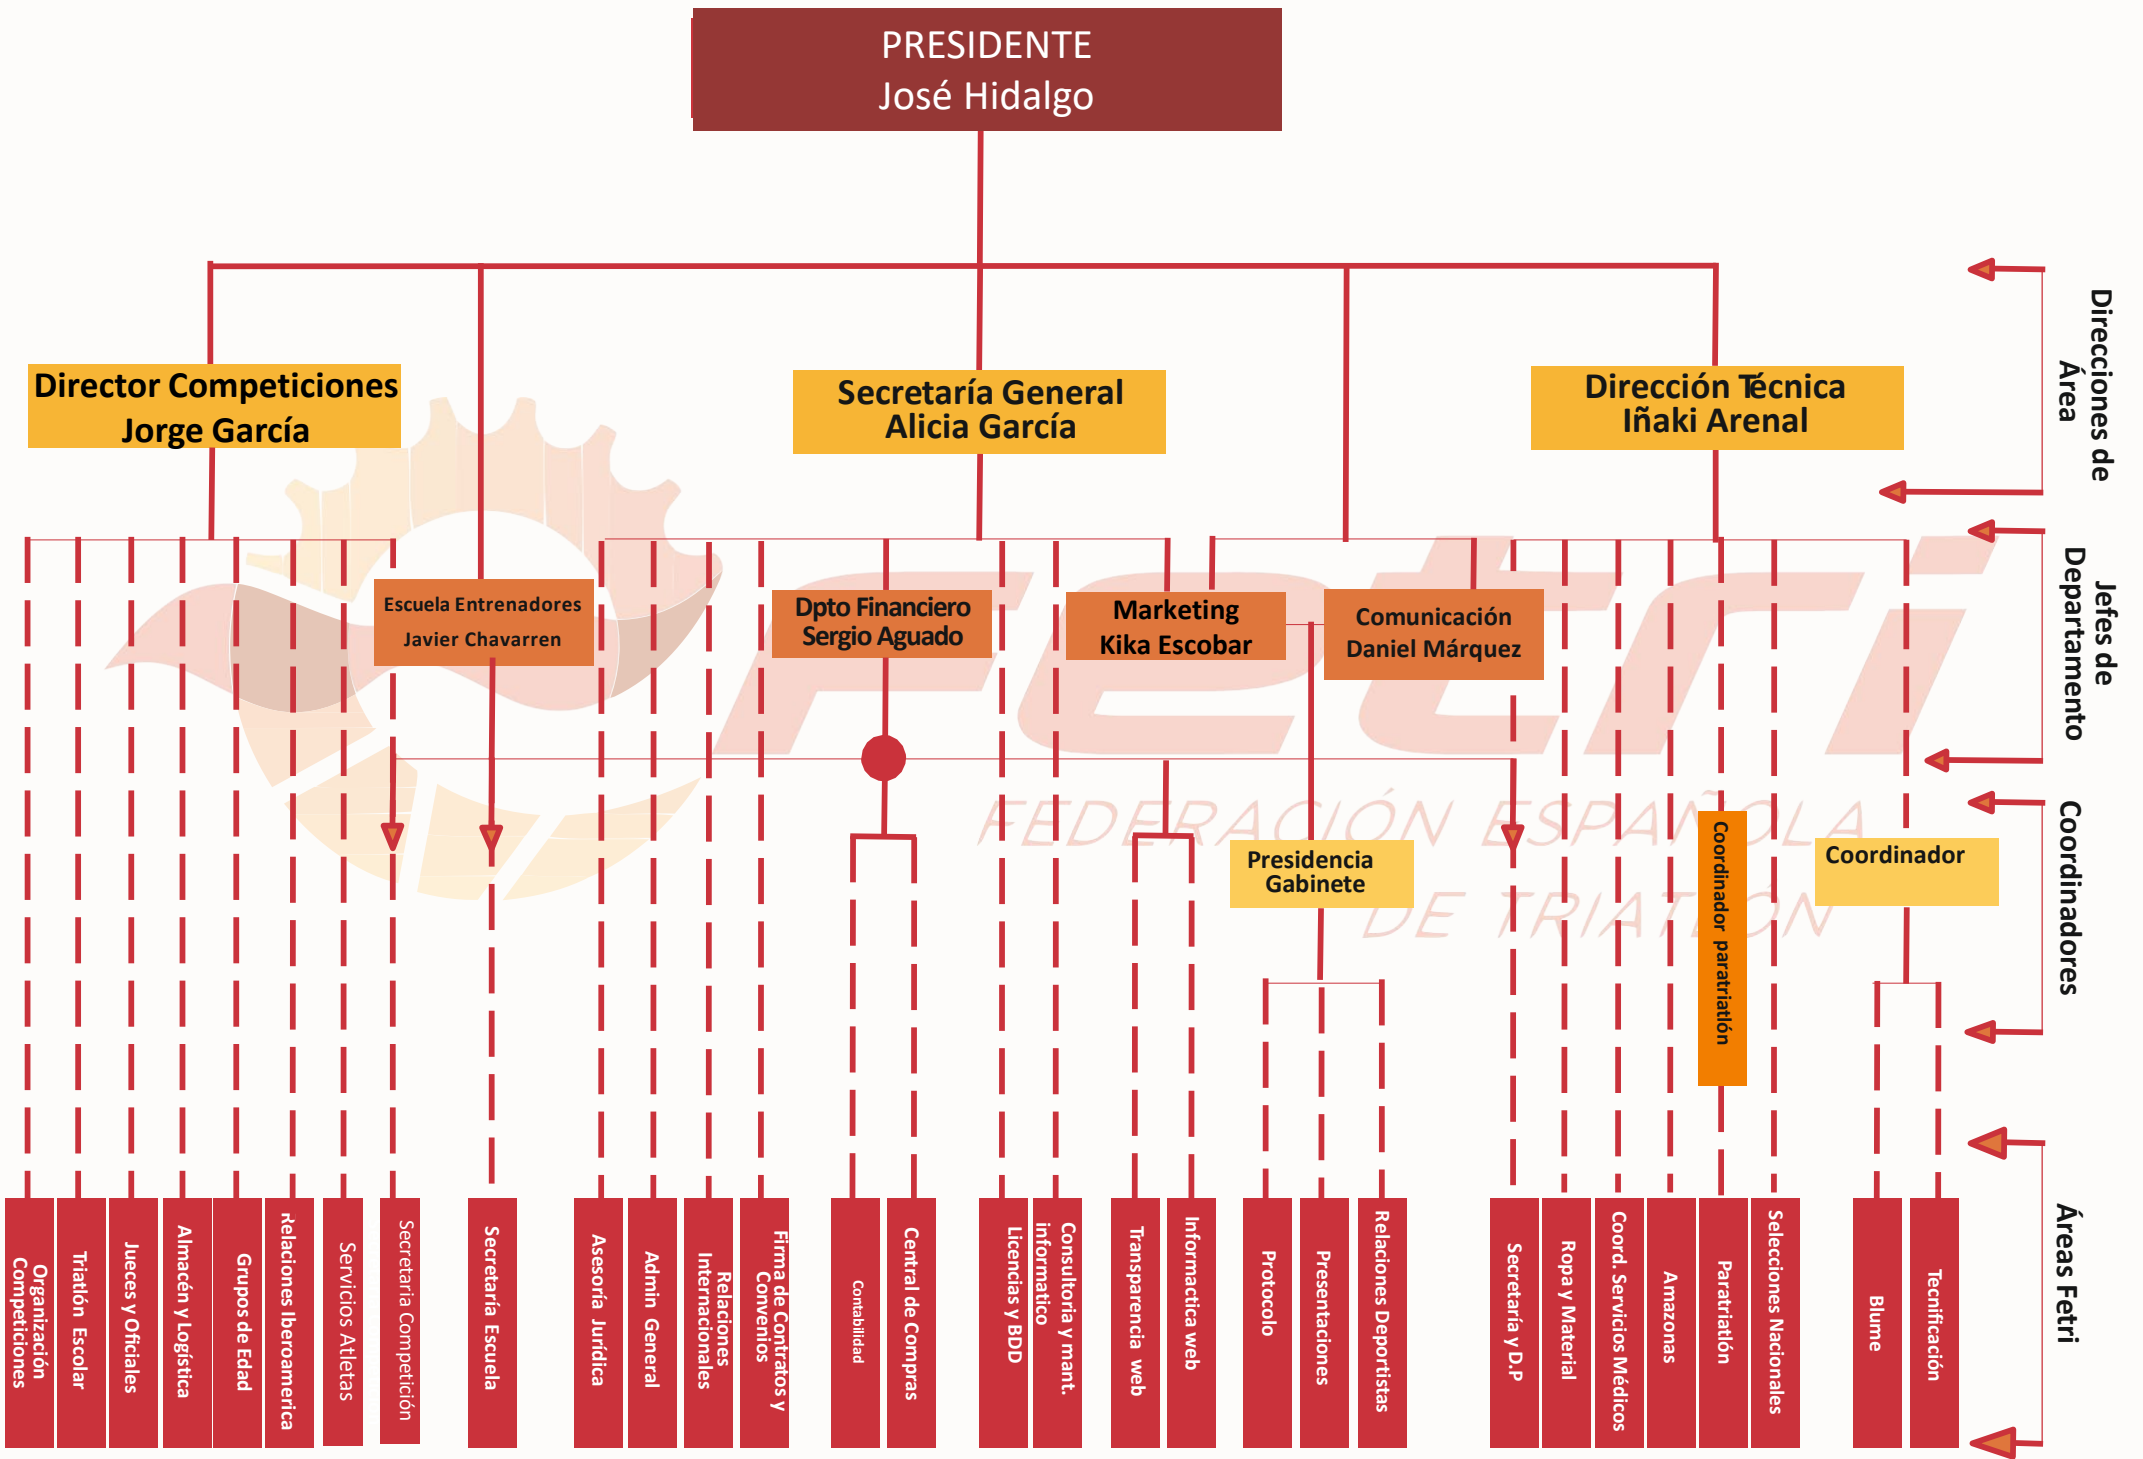 PRESIDENTE
José Hidalgo
Director Competiciones
Jorge García
Secretaría General
Alicia García
Dirección Técnica
Iñaki Arenal
Direcciones de
Área
Escuela Entrenadores
Javier Chavarren
Dpto Financiero
Sergio Aguado
Marketing
Kika Escobar
Comunicación
Daniel Márquez
Jefes de
Departamento
Fetri
FEDERACIÓN ESPAÑOLA
DE TRIATLÓN
Presidencia
Gabinete
Coordinador paratriatlón
Coordinador
Coordinadores
Organización
Competiciones
Triatlón Escolar
Jueces y Oficiales
Almacén y Logística
Grupos de Edad
Relaciones Iberoamerica
Servicios Atletas
Secretaria Competición
Secretaría Escuela
Asesoría Jurídica
Admin General
Relaciones
Internacionales
Firma de Contratos y
Convenios
Contabilidad
Central de Compras
Licencias y BDD
Consultoria y mant.
informatico
Transparencia web
Informactica web
Protocolo
Presentaciones
Relaciones Deportistas
Secretaría y D.P
Ropa y Material
Coord. Servicios Médicos
Amazonas
Paratriatlón
Selecciones Nacionales
Blume
Tecnificación
Áreas Fetri